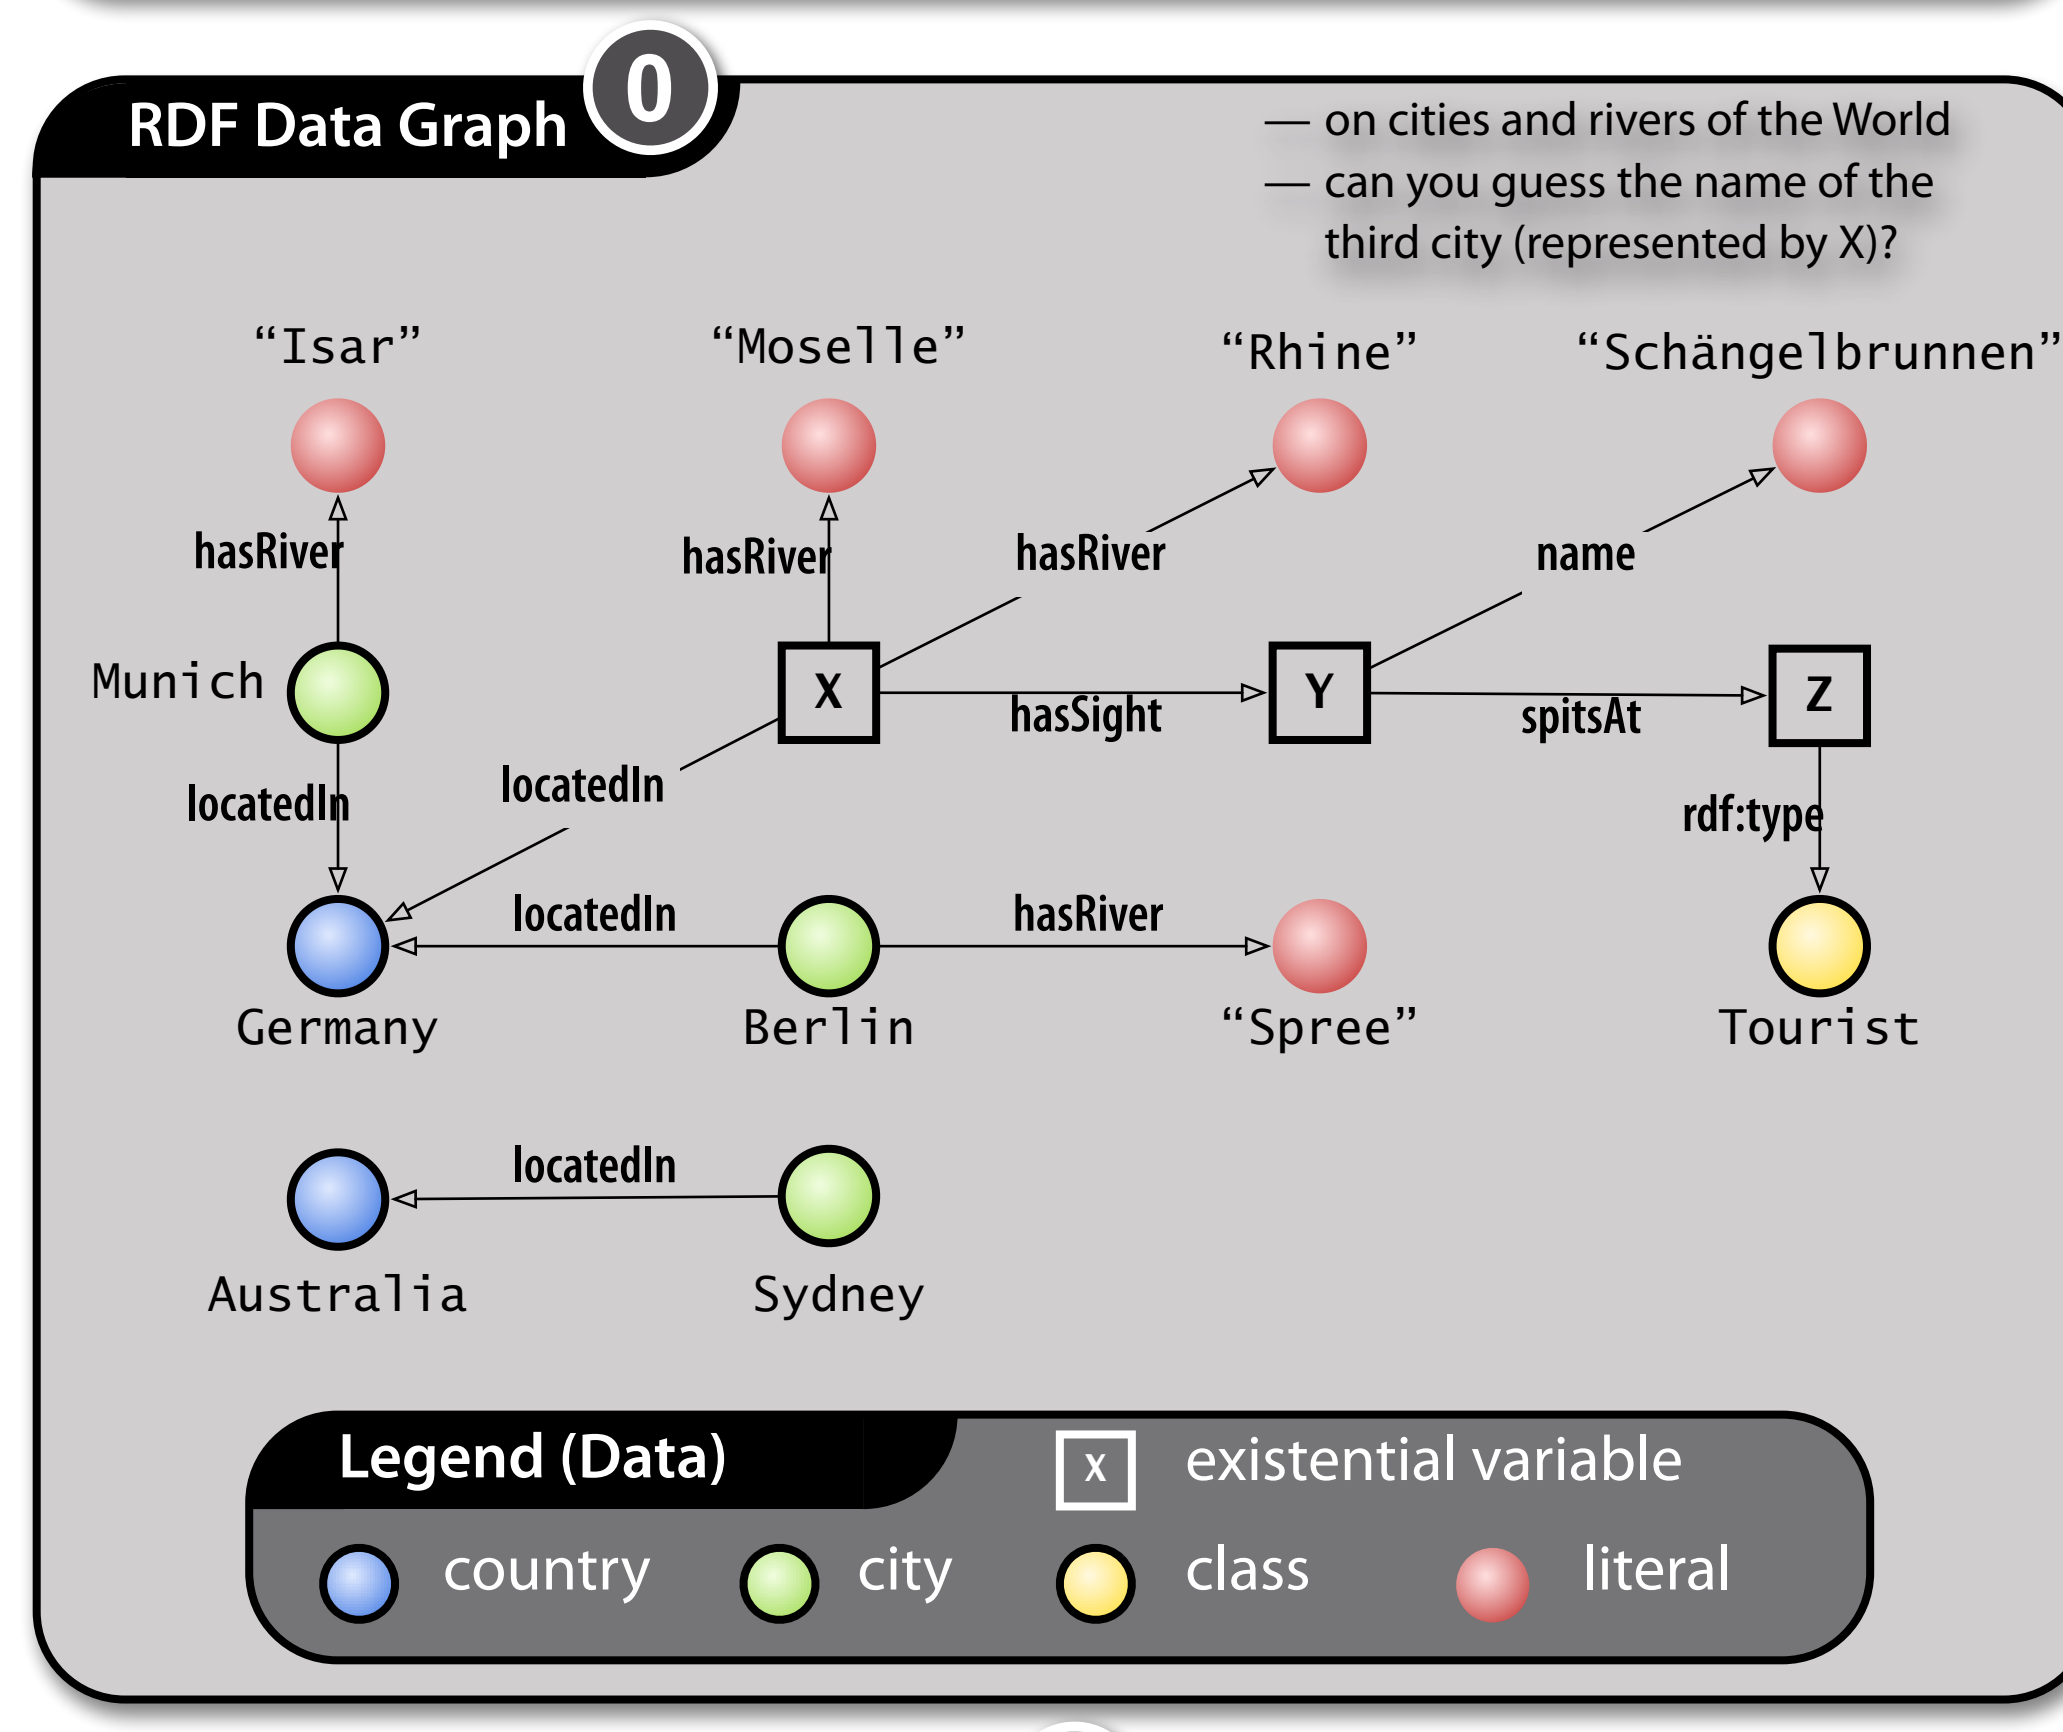 RDF Data Graph
0
— on cities and rivers of the World
— can you guess the name of the
third city (represented by X)?
“Isar”
“Moselle”
“Rhine”
“Schängelbrunnen”
hasRiver
hasRiver
hasRiver
name
Munich
X
Y
Z
hasSight
spitsAt
locatedIn
locatedIn
rdf:type
locatedIn
hasRiver
Germany
Berlin
“Spree”
Tourist
locatedIn
Australia
Sydney
Legend (Data)
X
existential variable
country
city
class
literal